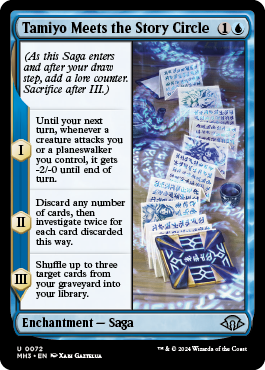 Tamiyo Meets the Story Circle 1
(As this Saga enters
and after your draw
step, add a lore counter.
Sacrifice after III.)
I
Until your next
turn, whenever a
creature attacks you
or a planeswalker
you control, it gets
-2/-0 until end of
turn.
II
Discard any number
of cards, then
investigate twice for
each card discarded
this way.
III
Shuffle up to three
target cards from
your graveyard into
your library.
Enchantment — Saga
U 0072
MH3 • EN Xabi Gaztelua
™ & © 2024 Wizards of the Coast